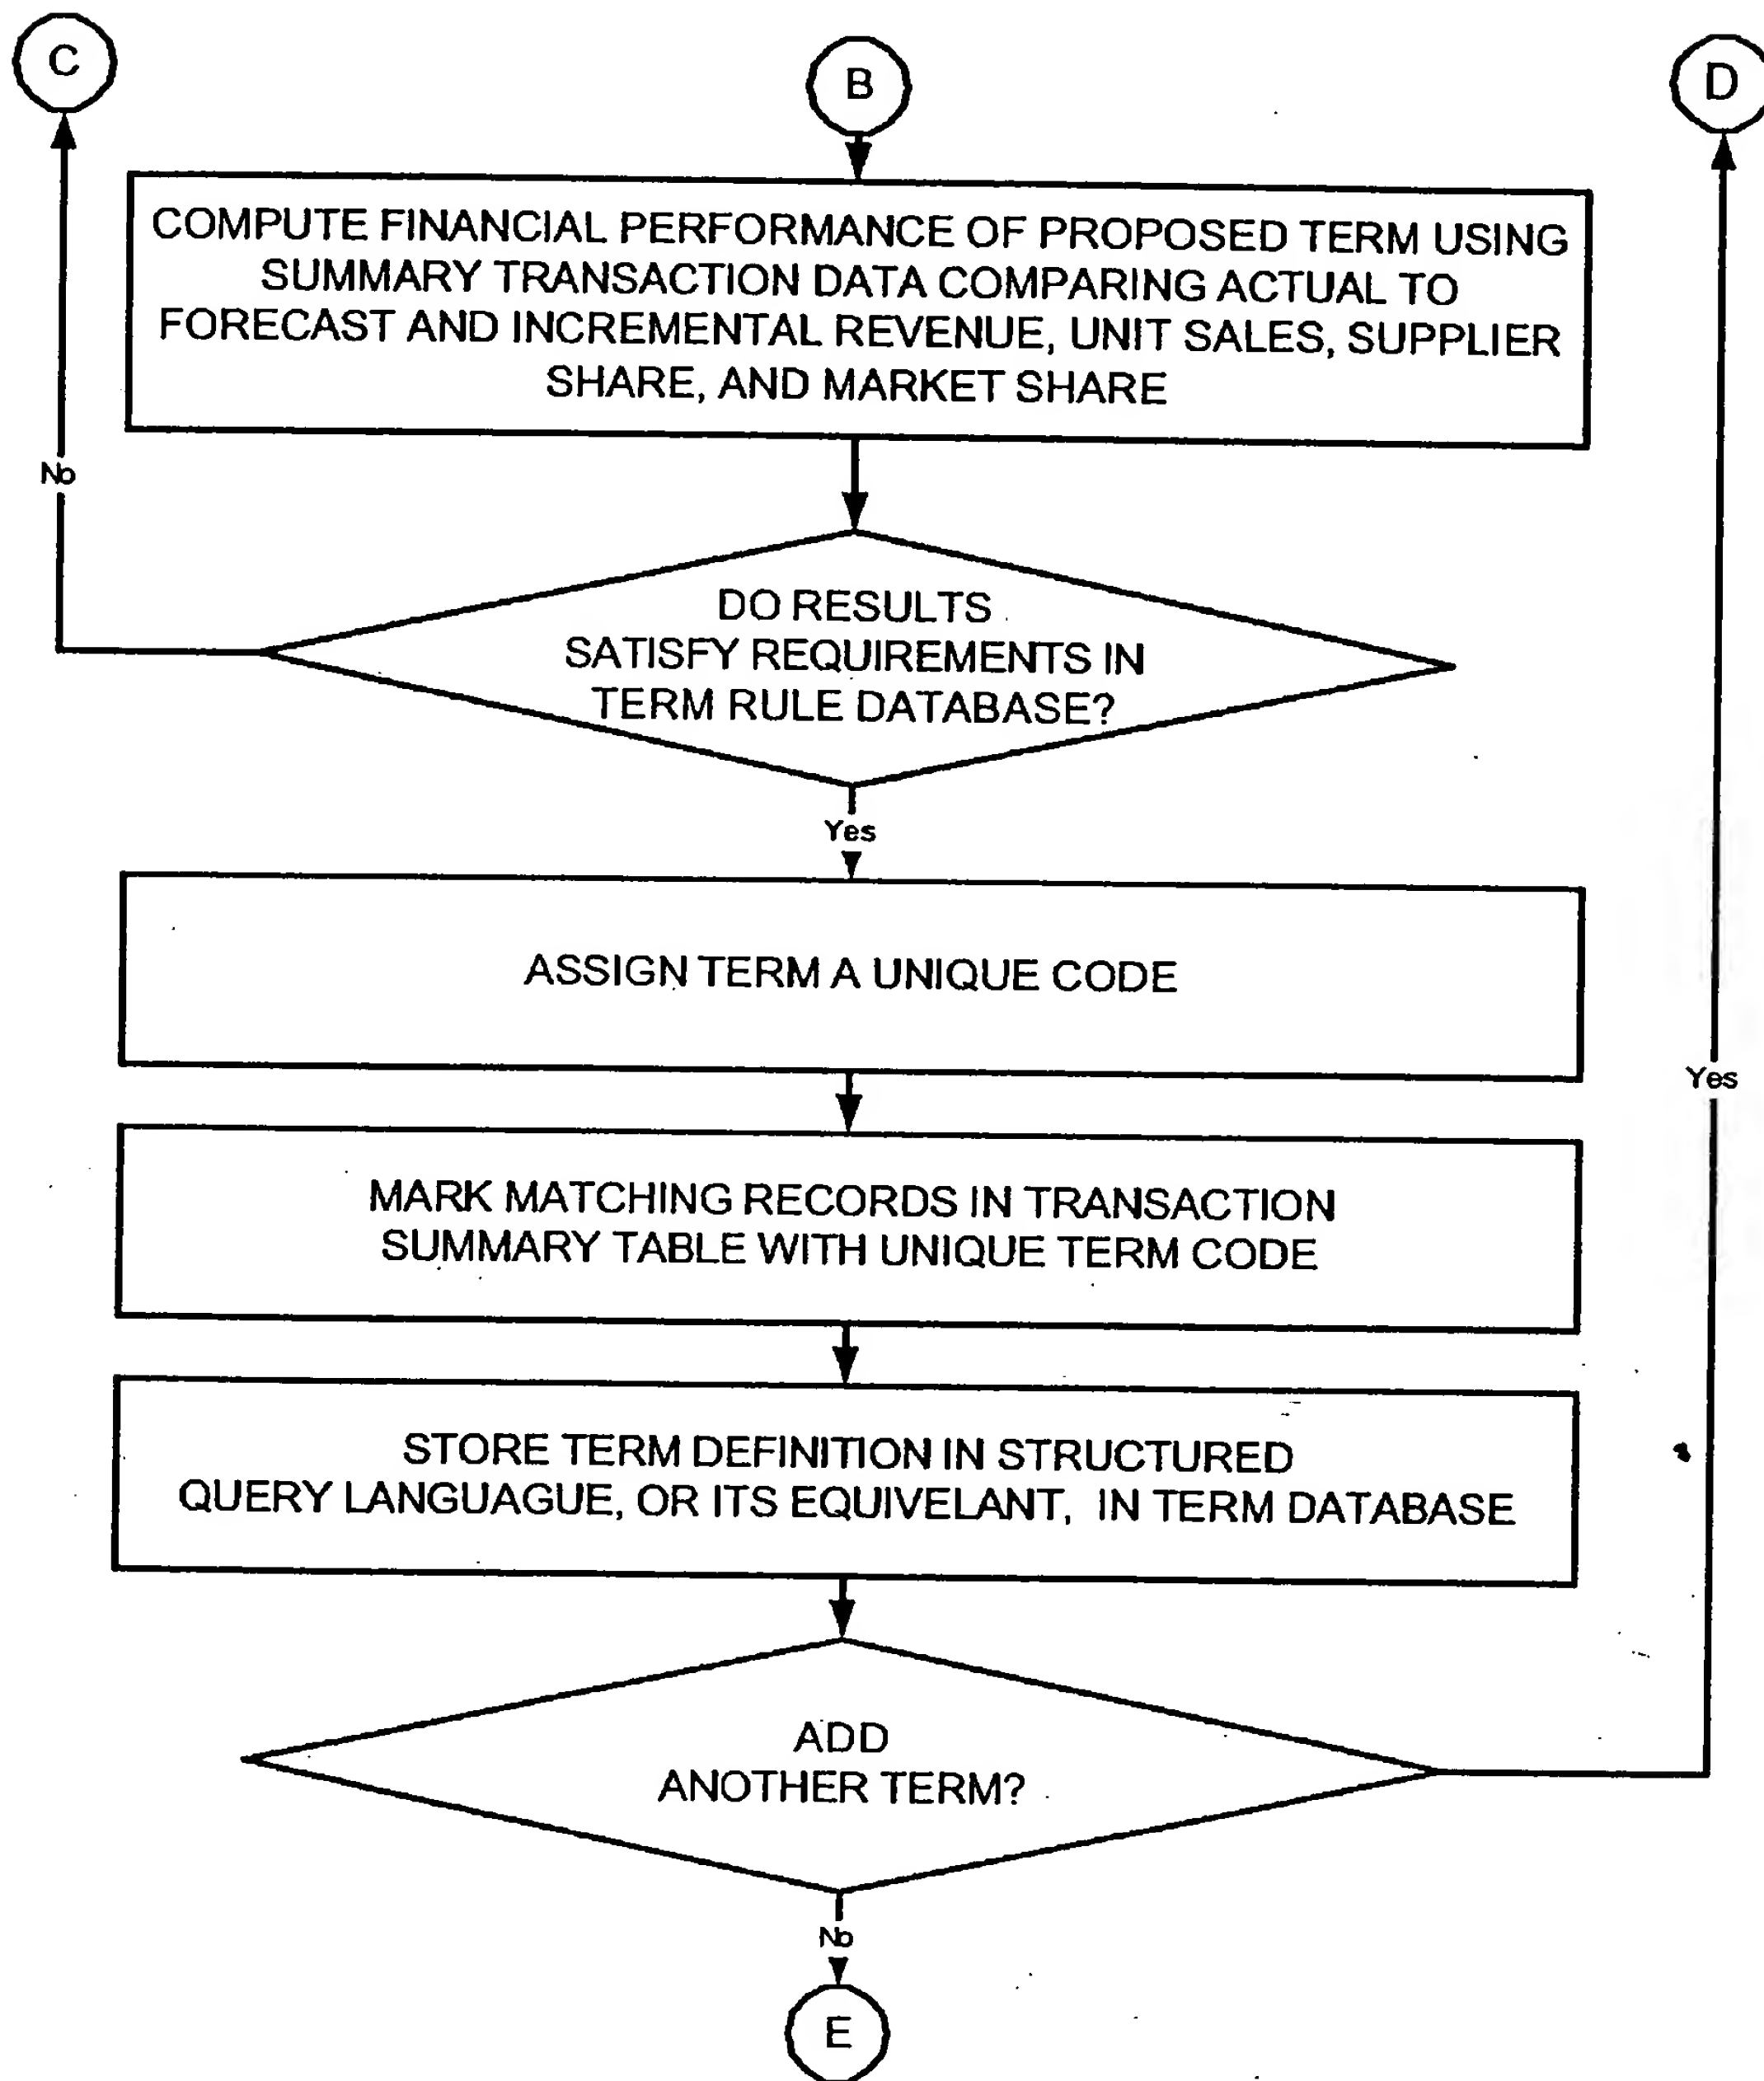 C
B
D
COMPUTE FINANCIAL PERFORMANCE OF PROPOSED TERM USING
SUMMARY TRANSACTION DATA COMPARING ACTUAL TO
FORECAST AND INCREMENTAL REVENUE, UNIT SALES, SUPPLIER
SHARE, AND MARKET SHARE
No
DO RESULTS
SATISFY REQUIREMENTS IN
TERM RULE DATABASE?
Yes
ASSIGN TERM A UNIQUE CODE
Yes
MARK MATCHING RECORDS IN TRANSACTION
SUMMARY TABLE WITH UNIQUE TERM CODE
STORE TERM DEFINITION IN STRUCTURED
QUERY LANGUAGUE, OR ITS EQUIVELANT, IN TERM DATABASE
ADD
ANOTHER TERM?
No
E